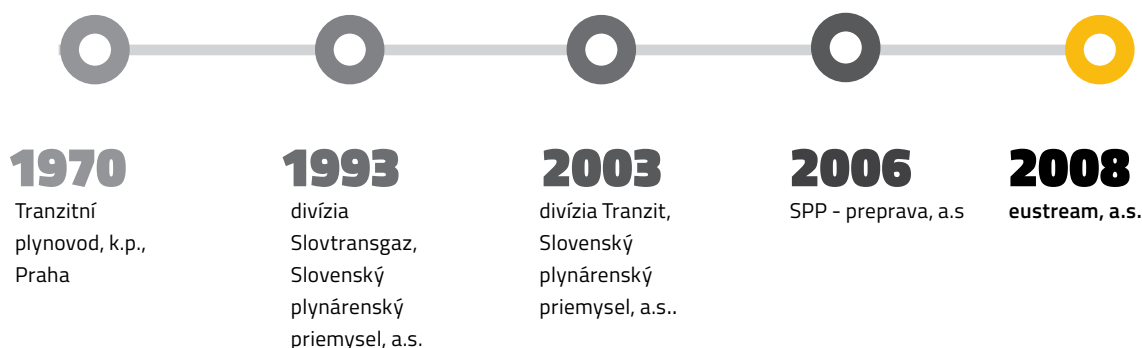 1970
Tranzitní
plynovod, k.p.,
Praha
1993
divízia
Slovtransgaz,
Slovenský
plynárenský
priemysel, a.s.
2003
divízia Tranzit,
Slovenský
plynárenský
priemysel, a.s..
2006
SPP - preprava, a.s
2008
eustream, a.s.